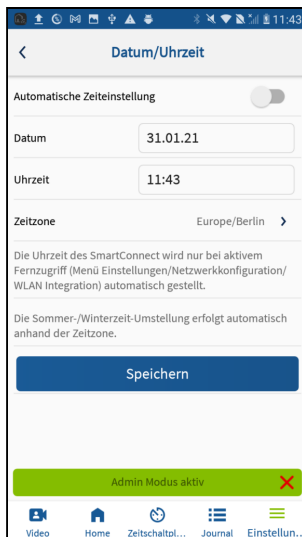 11:43
Datum/Uhrzeit
Automatische Zeiteinstellung
Datum 31.01.21
Uhrzeit 11:43
Zeitzone Europe/Berlin
Die Uhrzeit des SmartConnect wird nur bei aktivem
Fernzugriff (Menü Einstellungen/Netzwerkkonfiguration/
WLAN Integration) automatisch gestellt.
Die Sommer-/Winterzeit-Umstellung erfolgt automatisch
anhand der Zeitzone.
Speichern
Admin Modus aktiv
Video Home Zeitschaltpl... Journal Einstellun...